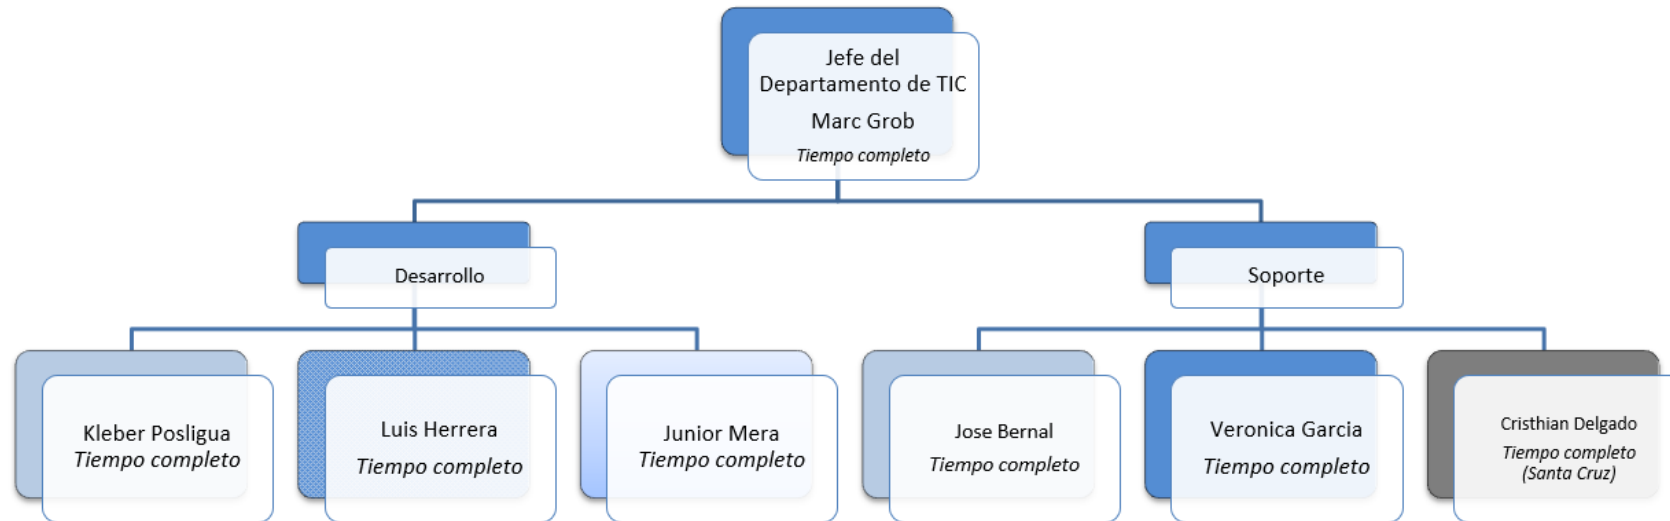 Jefe del
Departamento de TIC
Marc Grob
Tiempo completo
Desarrollo
Soporte
Kleber Posligua
Tiempo completo
Luis Herrera
Tiempo completo
Junior Mera
Tiempo completo
Jose Bernal
Tiempo completo
Veronica Garcia
Tiempo completo
Cristhian Delgado
Tiempo completo
(Santa Cruz)